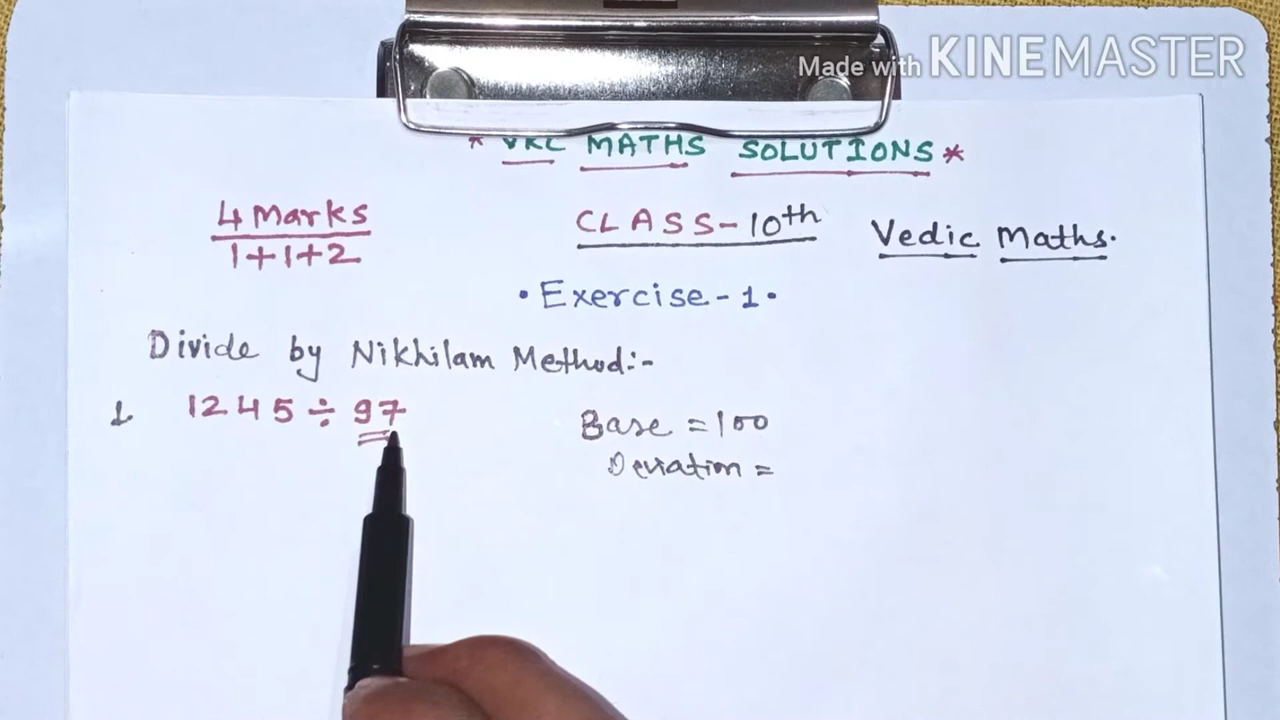 Made with KINEMASTER
* VKC MATHS SOLUTIONS *
4 Marks
1+1+2
CLASS-10th
Vedic Maths.
• Exercise-1 •
Divide by Nikhilam Method:-
1 1245 ÷ 97
Base = 100
Deviation =